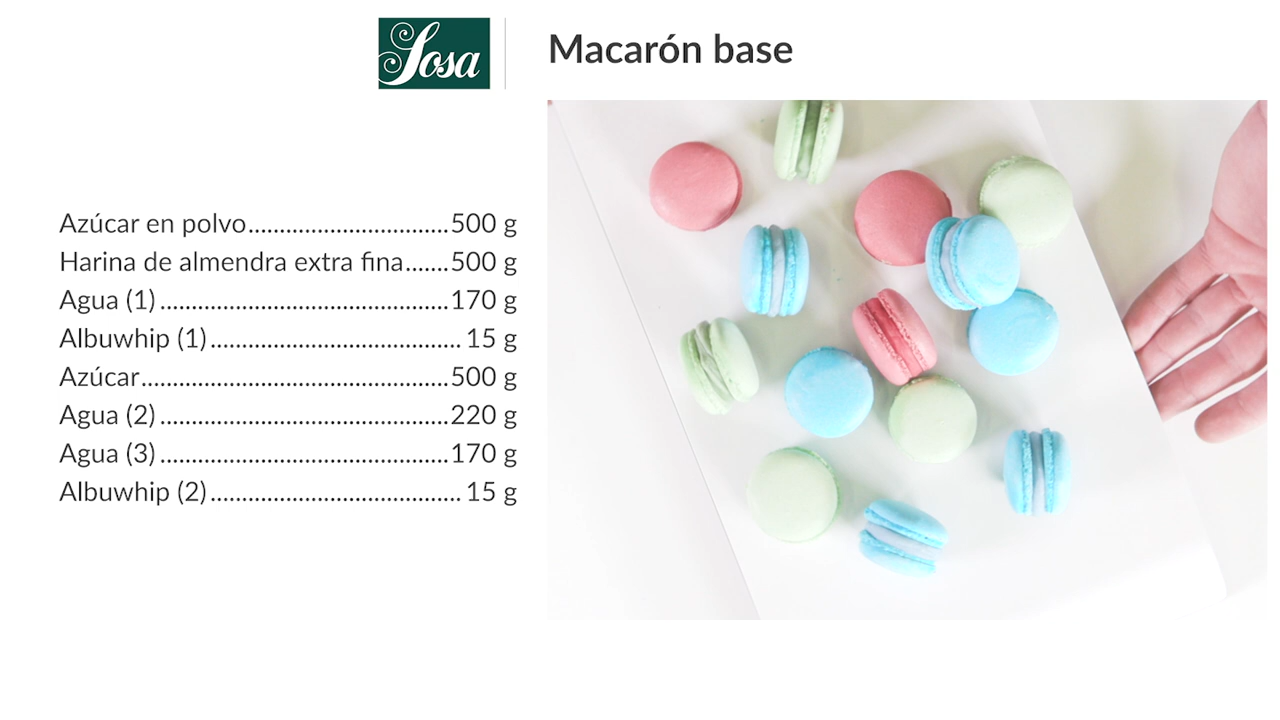 Sosa
Macarón base
Azúcar en polvo.................................500 g
Harina de almendra extra fina.......500 g
Agua (1)................................................170 g
Albuwhip (1)......................................... 15 g
Azúcar...................................................500 g
Agua (2)................................................220 g
Agua (3)................................................170 g
Albuwhip (2)......................................... 15 g